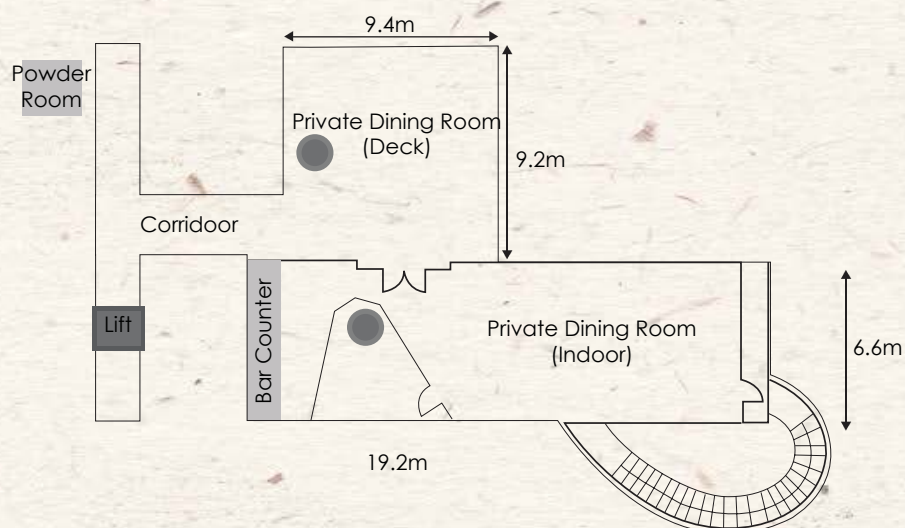 9.4m
Powder
Room
Private Dining Room
(Deck)
9.2m
Corridoor
Lift
Bar Counter
Private Dining Room
(Indoor)
6.6m
19.2m